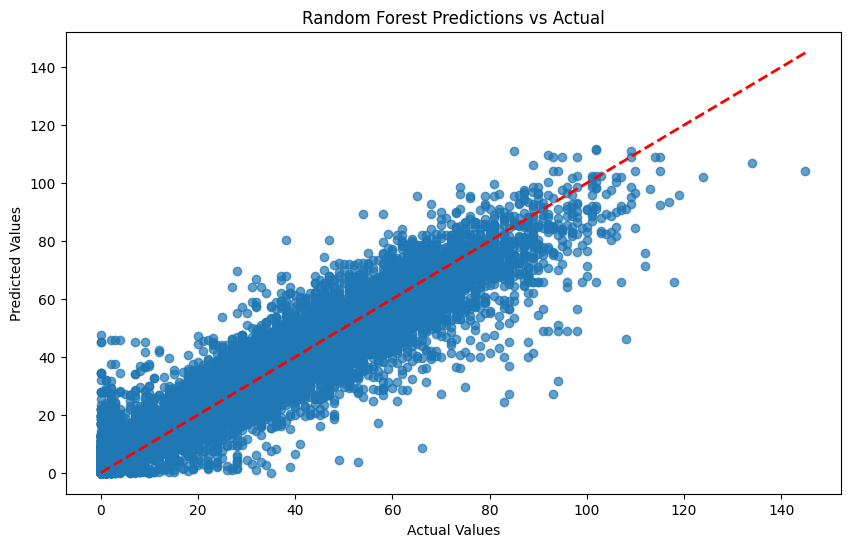 Random Forest Predictions vs Actual
140
120
100
80
60
40
20
0
Predicted Values
0 20 40 60 80 100 120 140
Actual Values